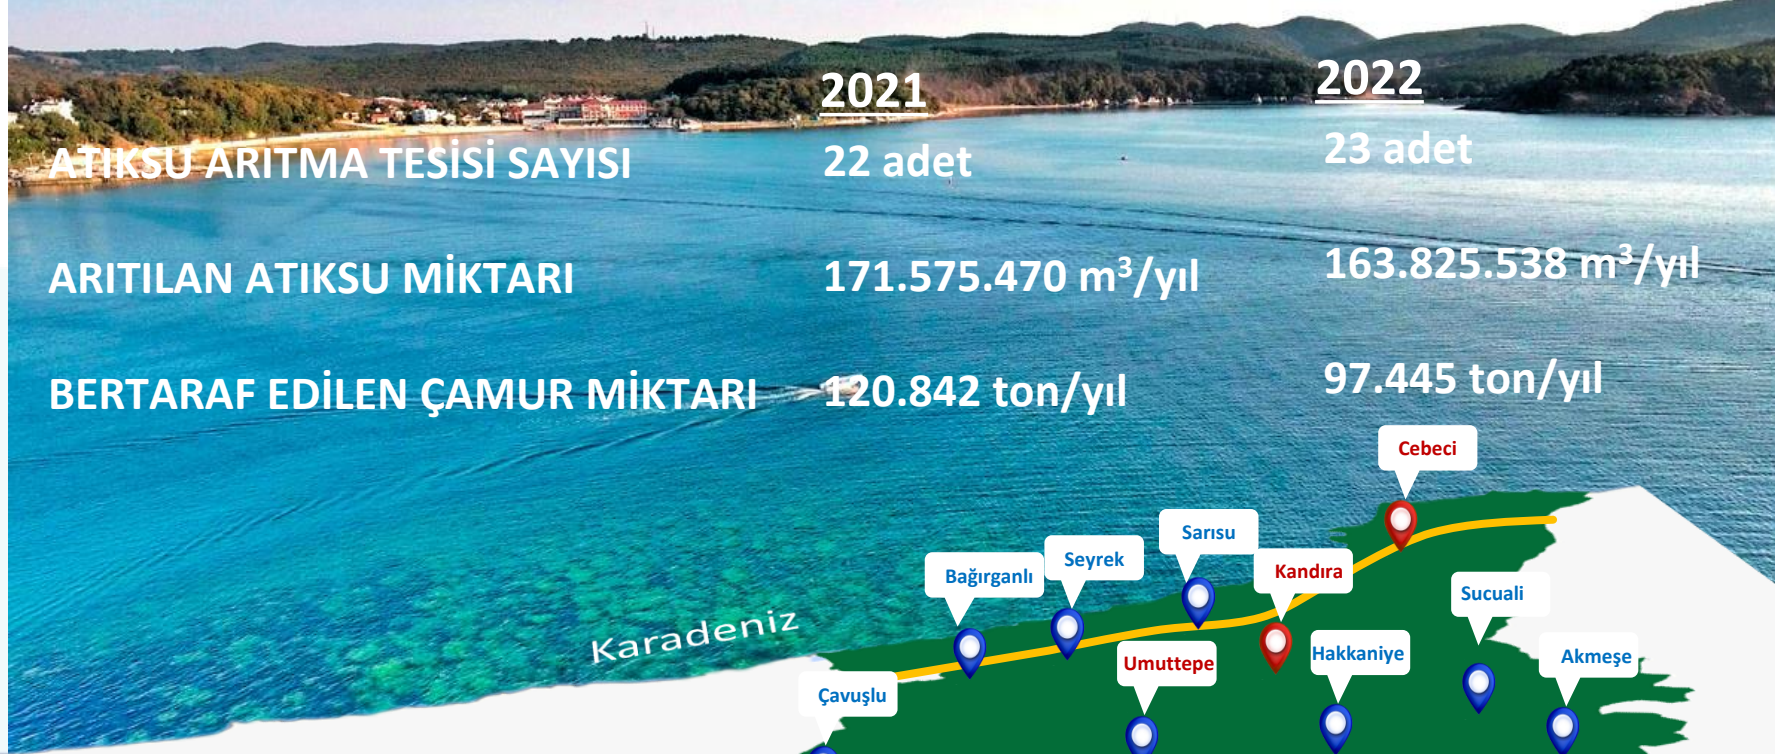 2021 2022
ATIKSU ARITMA TESİSİ SAYISI 22 adet 23 adet
ARITILAN ATIKSU MİKTARI 171.575.470 m³/yıl 163.825.538 m³/yıl
BERTARAF EDİLEN ÇAMUR MİKTARI 120.842 ton/yıl 97.445 ton/yıl
Cebeci
Sarısu
Seyrek
Kandıra
Bağırganlı
Sucuali
Karadeniz
Hakkaniye
Akmeşe
Umuttepe
Çavuşlu